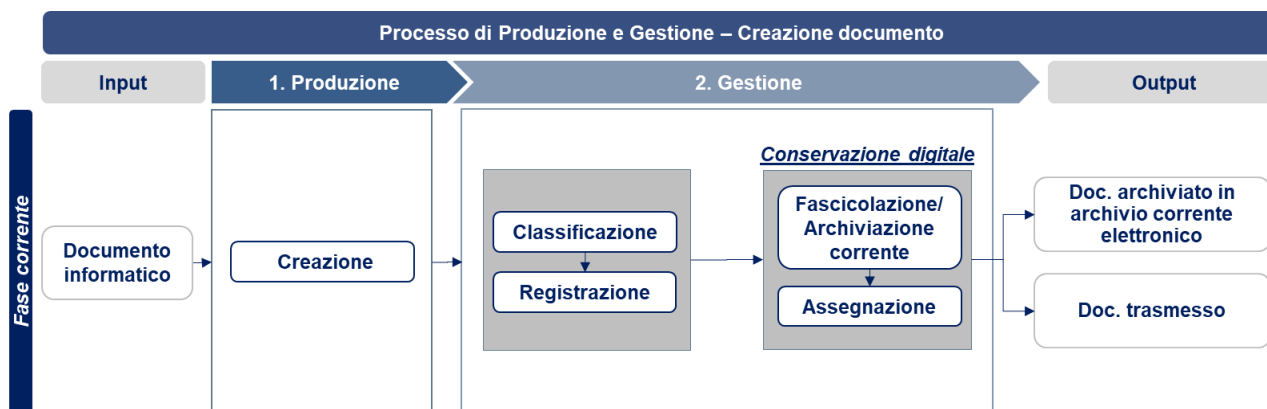 Processo di Produzione e Gestione – Creazione documento
Input
1. Produzione
2. Gestione
Output
Fase corrente
Documento
informatico
Creazione
Classificazione
Registrazione
Conservazione digitale
Fascicolazione/
Archiviazione
corrente
Assegnazione
Doc. archiviato in
archivio corrente
elettronico
Doc. trasmesso